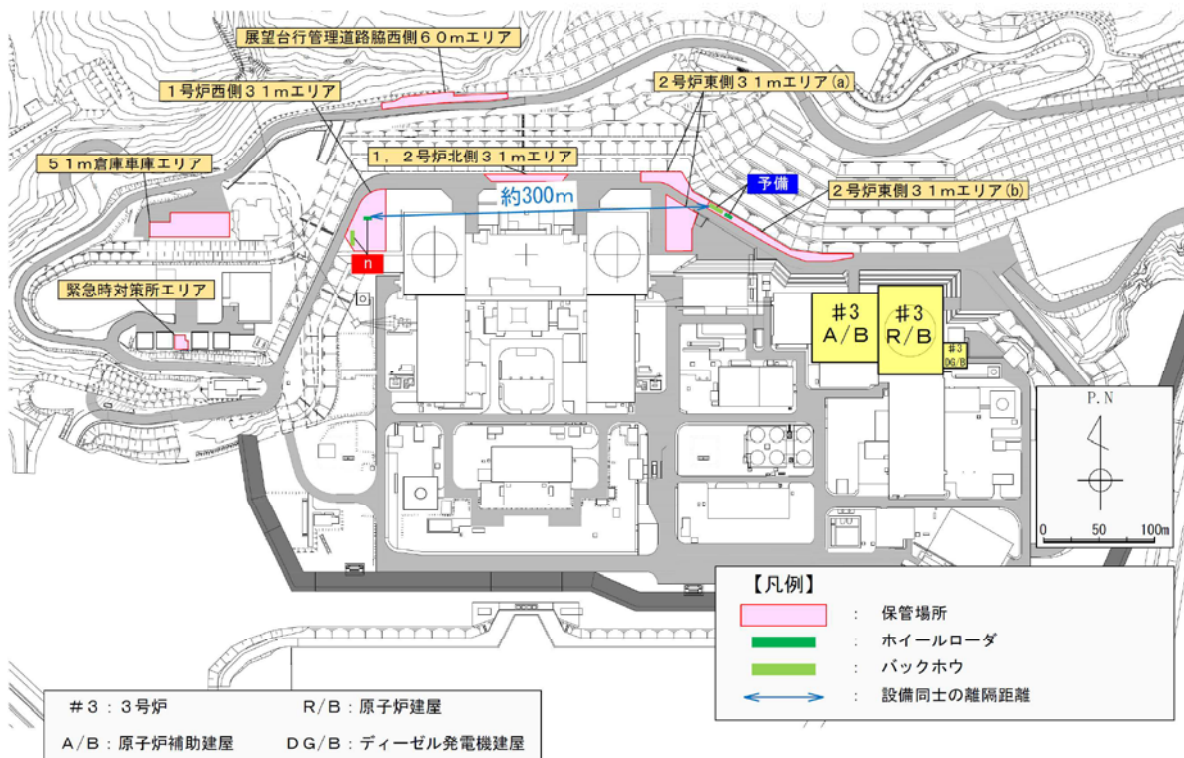 展望台行管理道路脇西側60mエリア
1号炉西側31mエリア
2号炉東側31mエリア(a)
51m倉庫車庫エリア
1,2号炉北側31mエリア
予備
2号炉東側31mエリア(b)
約300m
n
緊急時対策所エリア
#3
A/B
#3
R/B
#3
DG/B
P.N
0 50 100m
【凡例】
: 保管場所
: ホイールローダ
: バックホウ
: 設備同士の離隔距離
#3:3号炉 R/B:原子炉建屋
A/B:原子炉補助建屋 DG/B:ディーゼル発電機建屋